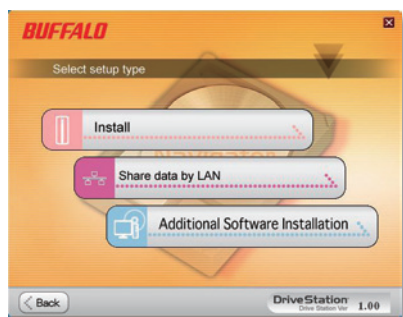 BUFFALO
Select setup type
Install
Navigator
Share data by LAN
Additional Software Installation
Back
DriveStation
Drive Station Ver 1.00